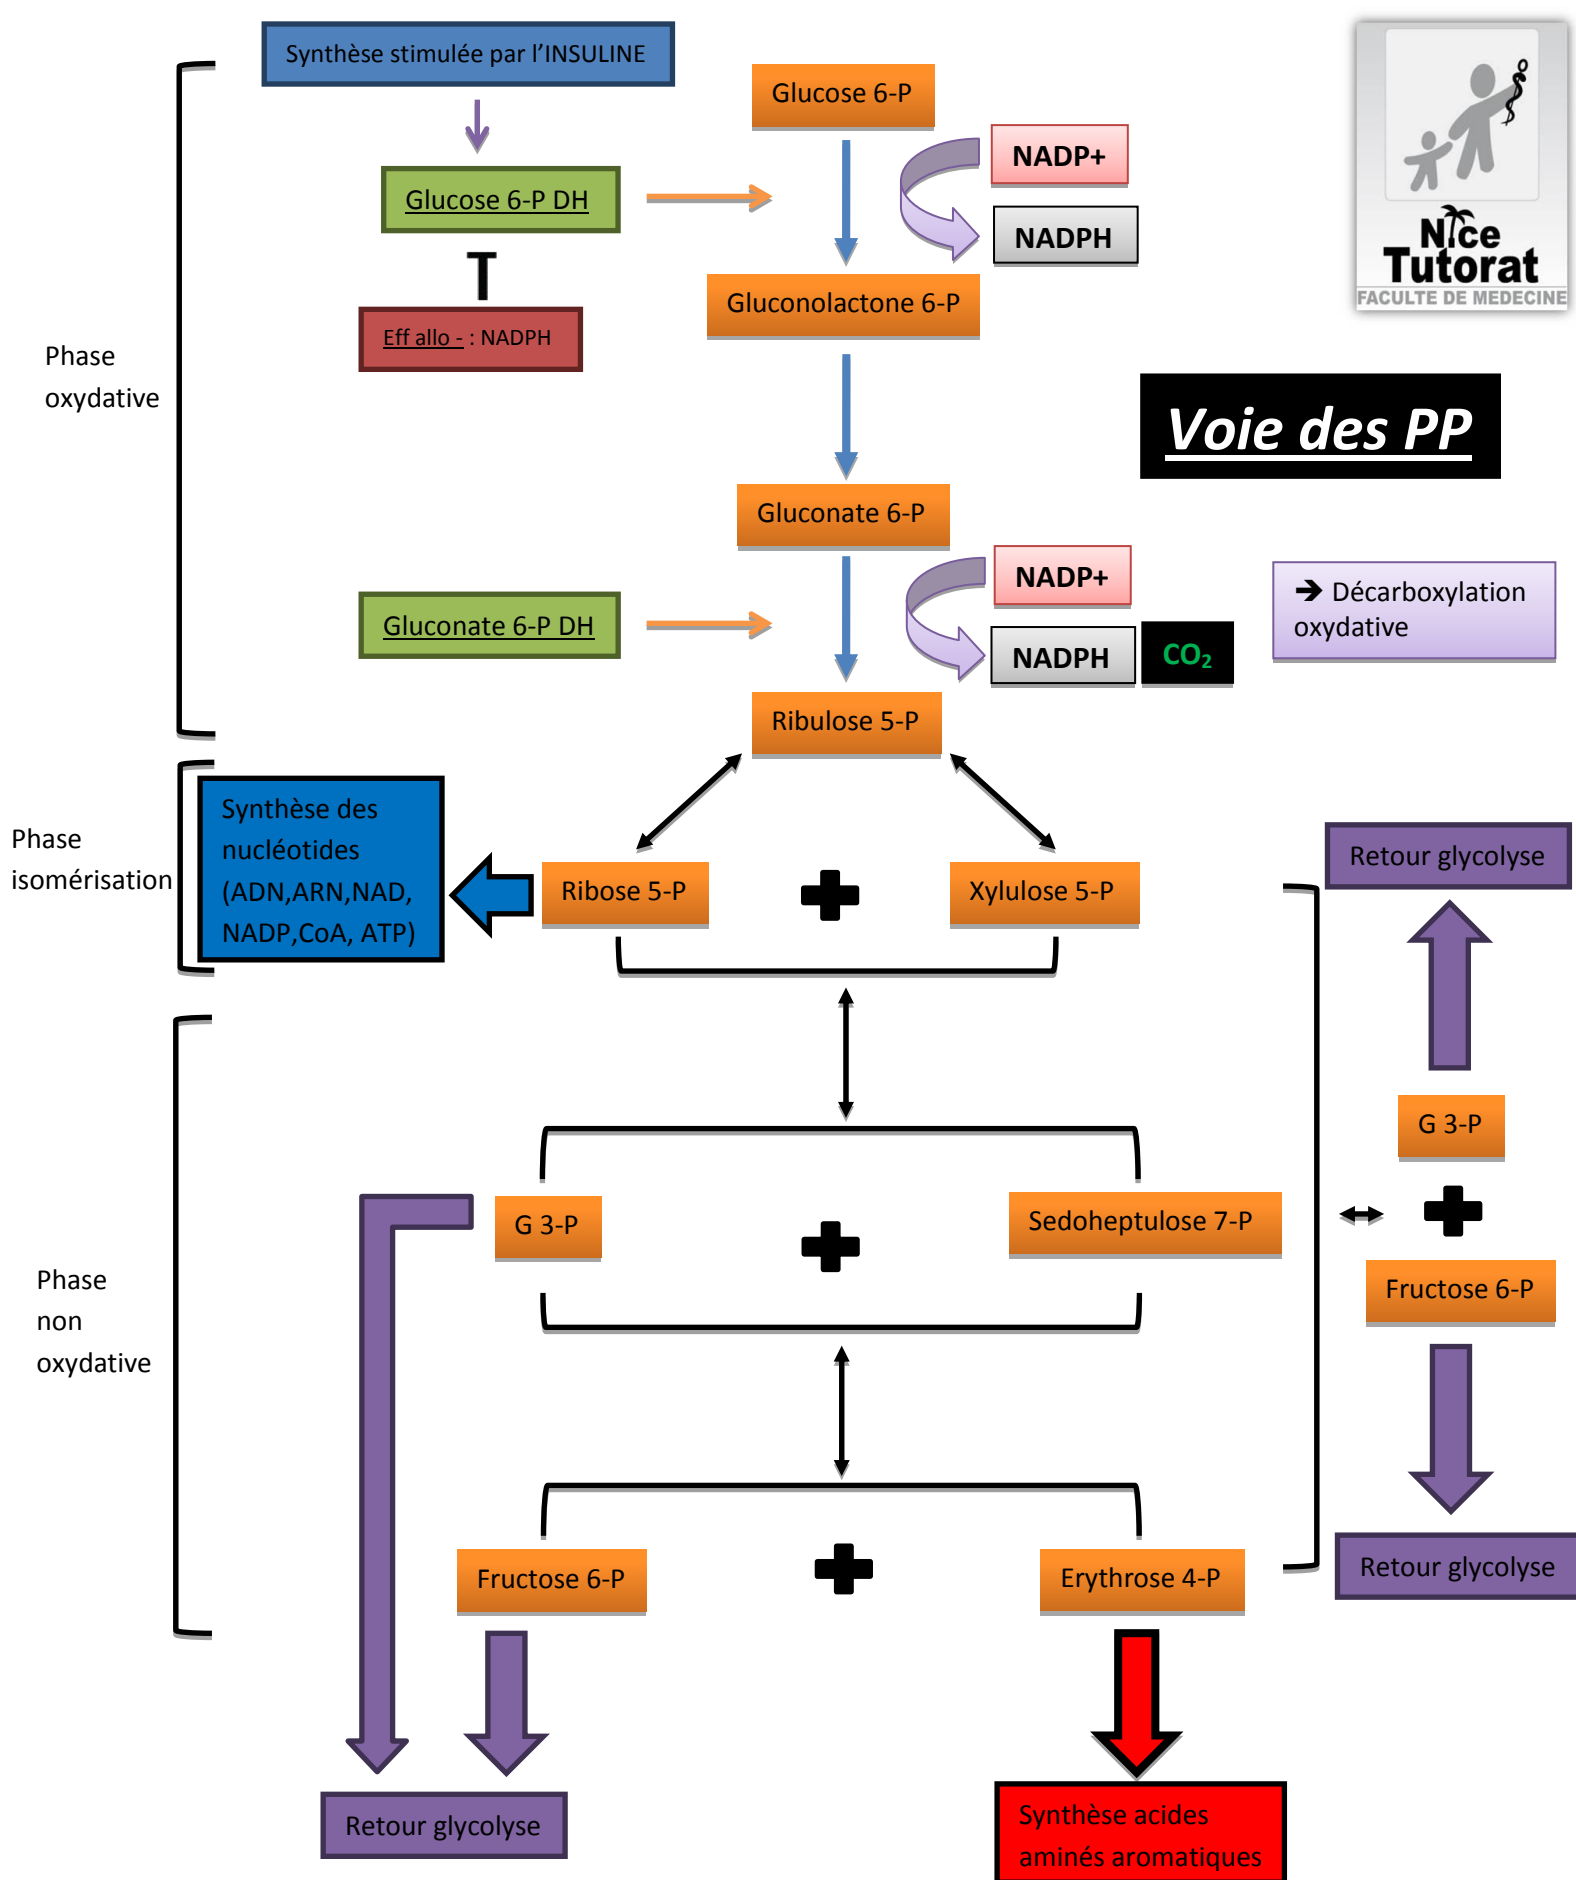 Synthèse stimulée par l'INSULINE
Glucose 6-P
NADP+
Glucose 6-P DH
NADPH
Nice
Tutorat
FACULTE DE MEDECINE
Gluconolactone 6-P
Eff allo - : NADPH
Phase
oxydative
Voie des PP
Gluconate 6-P
NADP+
Gluconate 6-P DH
NADPH
CO₂
➔ Décarboxylation
oxydative
Ribulose 5-P
Phase
isomérisation
Synthèse des
nucléotides
(ADN,ARN,NAD,
NADP,CoA, ATP)
Ribose 5-P
Xylulose 5-P
Retour glycolyse
G 3-P
Fructose 6-P
Retour glycolyse
Phase
non
oxydative
G 3-P
Sedoheptulose 7-P
Fructose 6-P
Erythrose 4-P
Retour glycolyse
Synthèse acides
aminés aromatiques